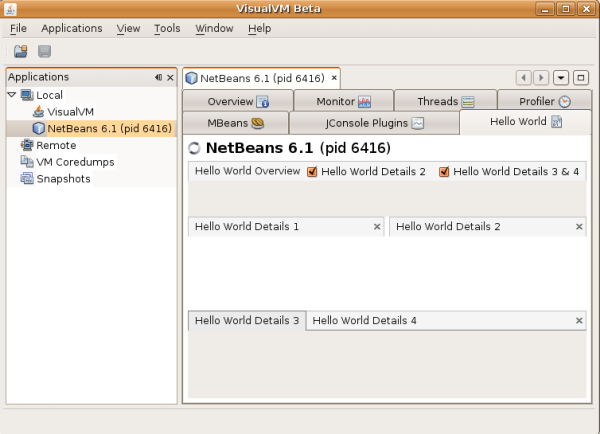 VisualVM Beta
File Applications View Tools Window Help
Applications
NetBeans 6.1 (pid 6416)
Local
VisualVM
NetBeans 6.1 (pid 6416)
Remote
VM Coredumps
Snapshots
Overview Monitor Threads Profiler
MBeans JConsole Plugins Hello World
NetBeans 6.1 (pid 6416)
Hello World Overview Hello World Details 2 Hello World Details 3 & 4
Hello World Details 1 Hello World Details 2
Hello World Details 3 Hello World Details 4